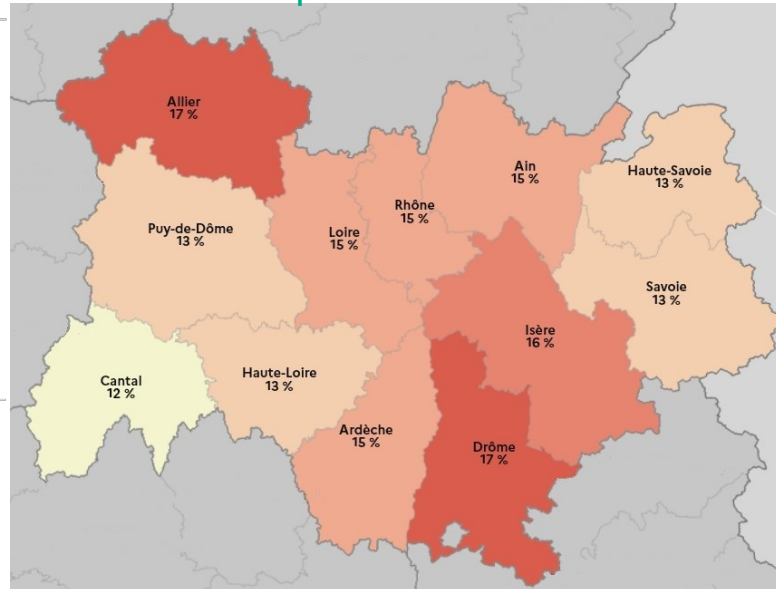 Allier
17 %
Ain
15 %
Haute-Savoie
13 %
Rhône
15 %
Puy-de-Dôme
13 %
Loire
15 %
Savoie
13 %
Isère
16 %
Haute-Loire
13 %
Cantal
12 %
Ardèche
15 %
Drôme
17 %